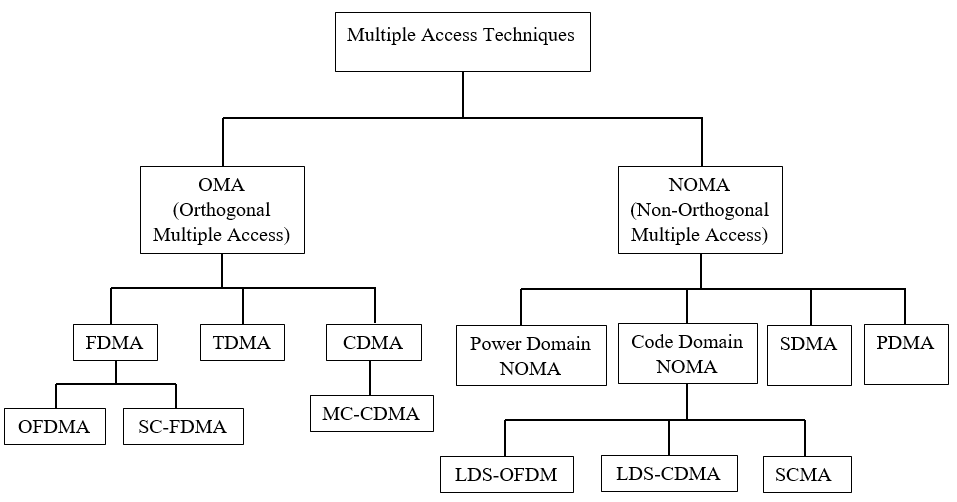 Multiple Access Techniques
OMA
(Orthogonal
Multiple Access)
NOMA
(Non-Orthogonal
Multiple Access)
FDMA
TDMA
CDMA
Power Domain
NOMA
Code Domain
NOMA
SDMA
PDMA
OFDMA
SC-FDMA
MC-CDMA
LDS-OFDM
LDS-CDMA
SCMA